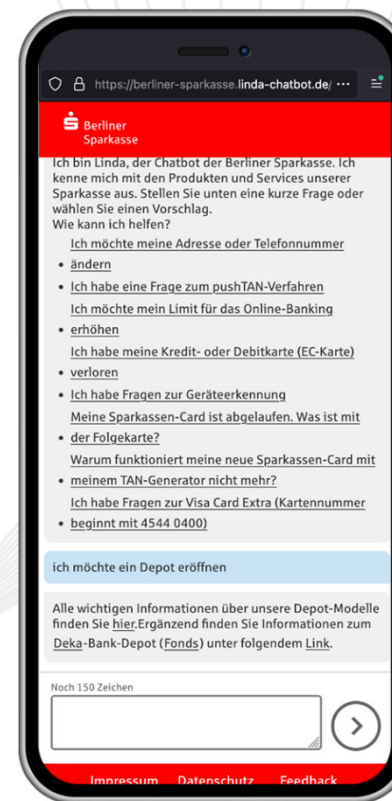 https://berliner-sparkasse.linda-chatbot.de/ ...
Berliner
Sparkasse
Ich bin Linda, der Chatbot der Berliner Sparkasse. Ich
kenne mich mit den Produkten und Services unserer
Sparkasse aus. Stellen Sie unten eine kurze Frage oder
wählen Sie einen Vorschlag.
Wie kann ich helfen?
Ich möchte meine Adresse oder Telefonnummer
• ändern
• Ich habe eine Frage zum pushTAN-Verfahren
Ich möchte mein Limit für das Online-Banking
• erhöhen
Ich habe meine Kredit- oder Debitkarte (EC-Karte)
• verloren
• Ich habe Fragen zur Geräteerkennung
Meine Sparkassen-Card ist abgelaufen. Was ist mit
• der Folgekarte?
Warum funktioniert meine neue Sparkassen-Card mit
• meinem TAN-Generator nicht mehr?
Ich habe Fragen zur Visa Card Extra (Kartennummer
• beginnt mit 4544 0400)
ich möchte ein Depot eröffnen
Alle wichtigen Informationen über unsere Depot-Modelle
finden Sie hier.Ergänzend finden Sie Informationen zum
Deka-Bank-Depot (Fonds) unter folgendem Link.
Noch 150 Zeichen
Impressum Datenschutz Feedback